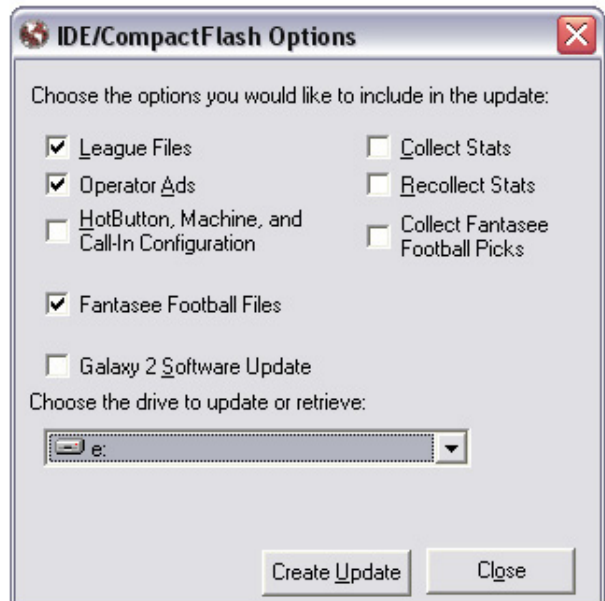 IDE/CompactFlash Options
Choose the options you would like to include in the update:
League Files
Collect Stats
Operator Ads
Recollect Stats
HotButton, Machine, and
Call-In Configuration
Collect Fantasee
Football Picks
Fantasee Football Files
Galaxy 2 Software Update
Choose the drive to update or retrieve:
e:
Create Update
Close